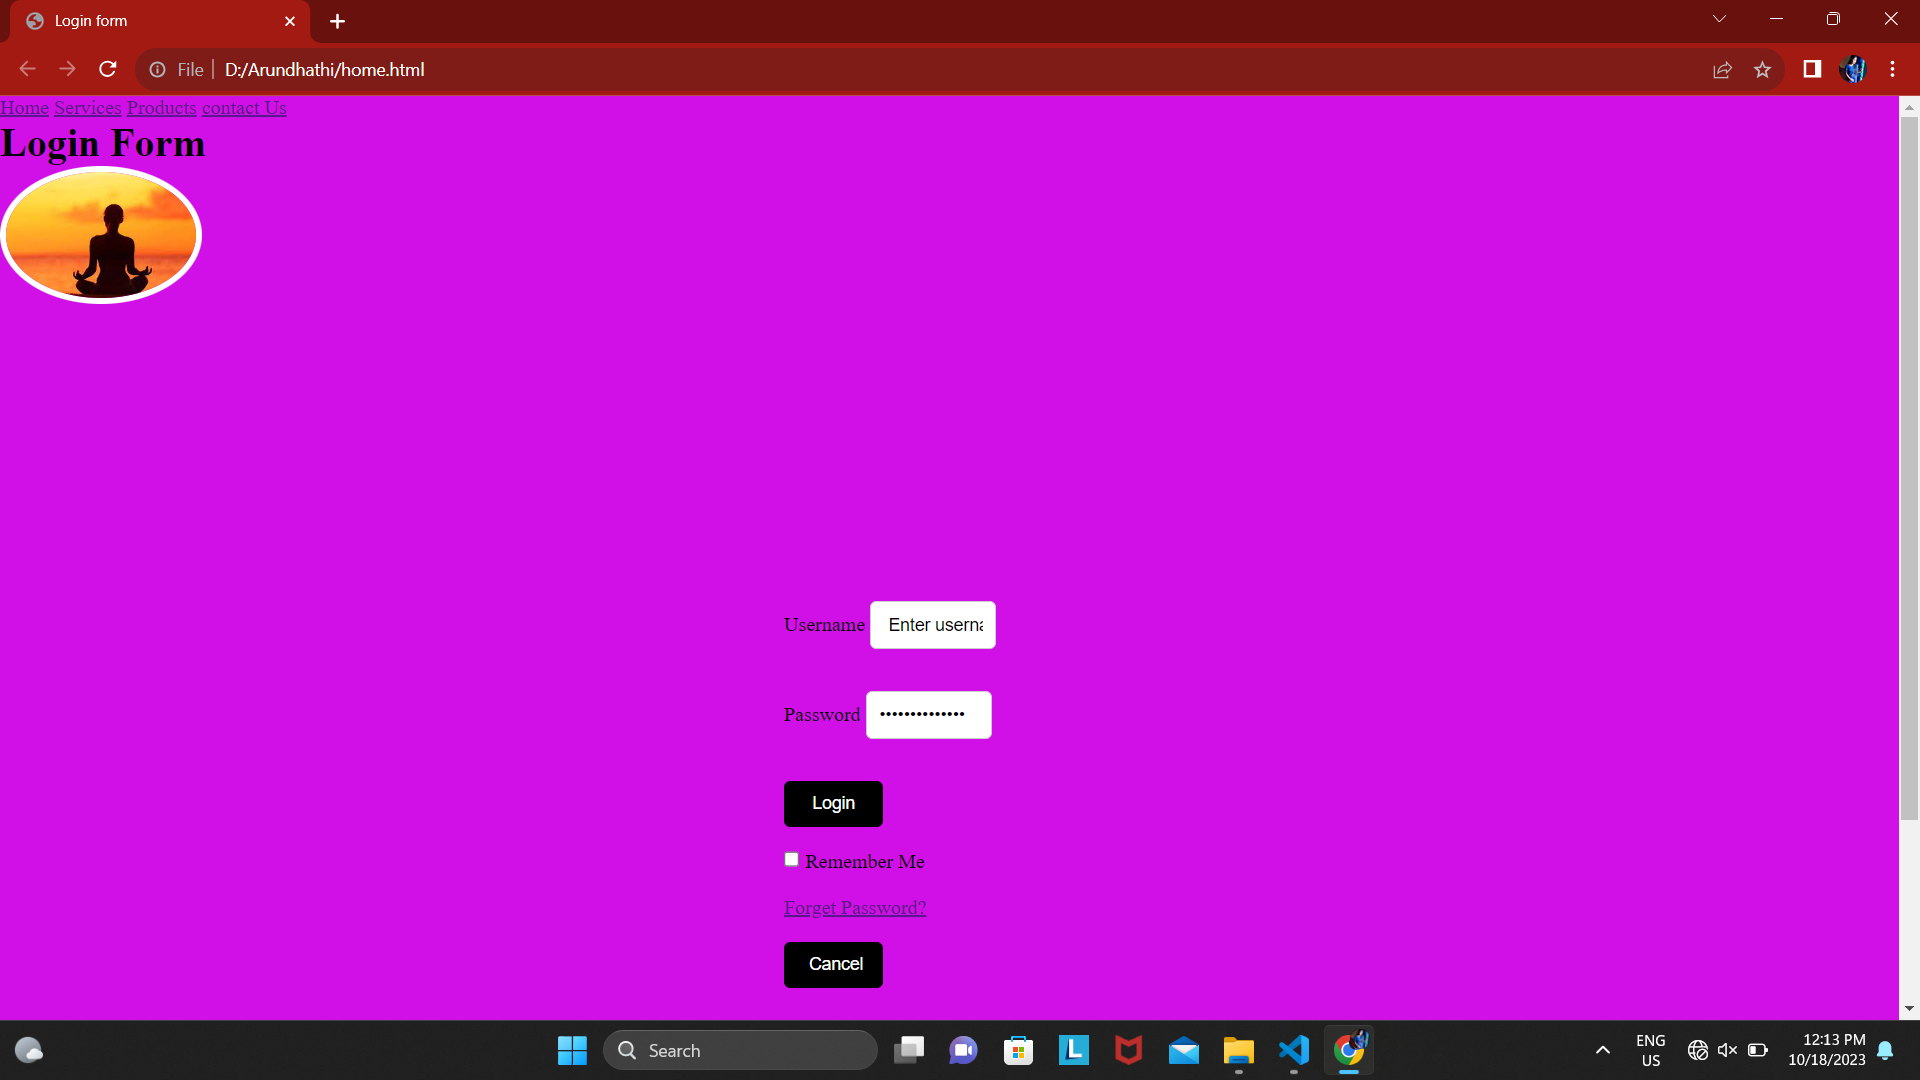 Login form
File D:/Arundhathi/home.html
Home Services Products contact Us
Login Form
Username Enter userna
Password ••••••••••••••
Login
Remember Me
Forget Password?
Cancel
Search
L
ENG
US
12:13 PM
10/18/2023